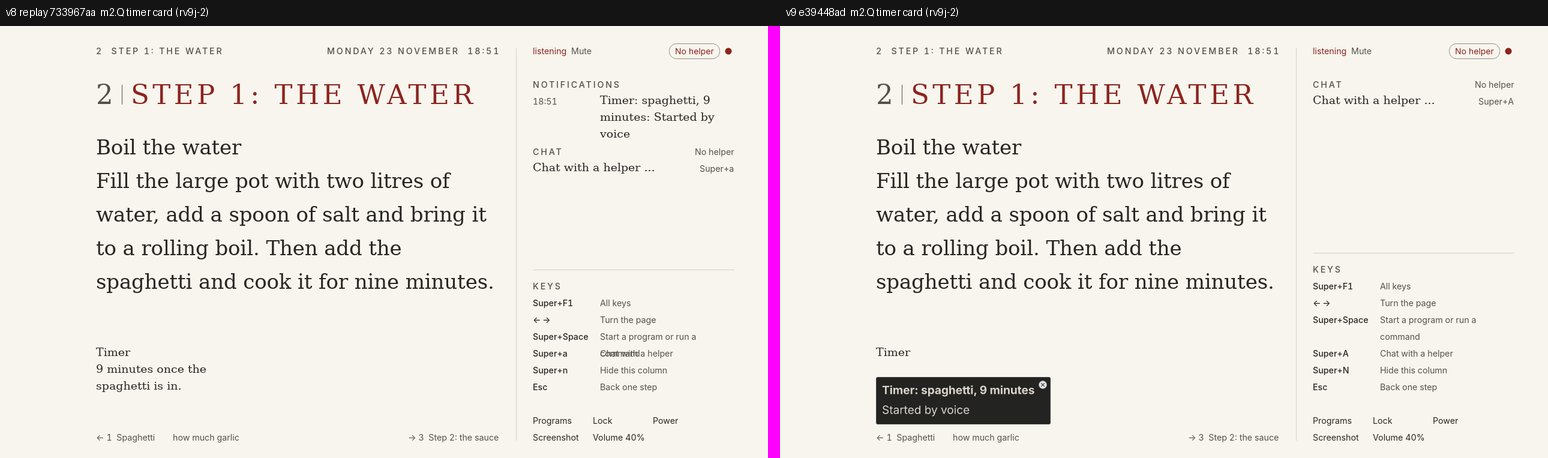 v8 replay 733967aa  m2.Q timer card (rv9j-2)
2  STEP 1: THE WATER
MONDAY 23 NOVEMBER  18:51
listening  Mute
No helper
2 STEP 1: THE WATER
Boil the water
Fill the large pot with two litres of
water, add a spoon of salt and bring it
to a rolling boil. Then add the
spaghetti and cook it for nine minutes.
Timer
9 minutes once the
spaghetti is in.
← 1  Spaghetti
how much garlic
→ 3  Step 2: the sauce
NOTIFICATIONS
18:51
Timer: spaghetti, 9
minutes: Started by
voice
CHAT
No helper
Chat with a helper ...
Super+a
KEYS
Super+F1  All keys
← →  Turn the page
Super+Space  Start a program or run a
Super+a  Chat with a helper
Super+n  Hide this column
Esc  Back one step
Programs  Lock  Power
Screenshot  Volume 40%
v9 e39448ad  m2.Q timer card (rv9j-2)
2  STEP 1: THE WATER
MONDAY 23 NOVEMBER  18:51
listening  Mute
No helper
2 STEP 1: THE WATER
Boil the water
Fill the large pot with two litres of
water, add a spoon of salt and bring it
to a rolling boil. Then add the
spaghetti and cook it for nine minutes.
Timer
Timer: spaghetti, 9 minutes
Started by voice
← 1  Spaghetti
how much garlic
→ 3  Step 2: the sauce
CHAT
No helper
Chat with a helper ...
Super+A
KEYS
Super+F1  All keys
← →  Turn the page
Super+Space  Start a program or run a
command
Super+A  Chat with a helper
Super+N  Hide this column
Esc  Back one step
Programs  Lock  Power
Screenshot  Volume 40%